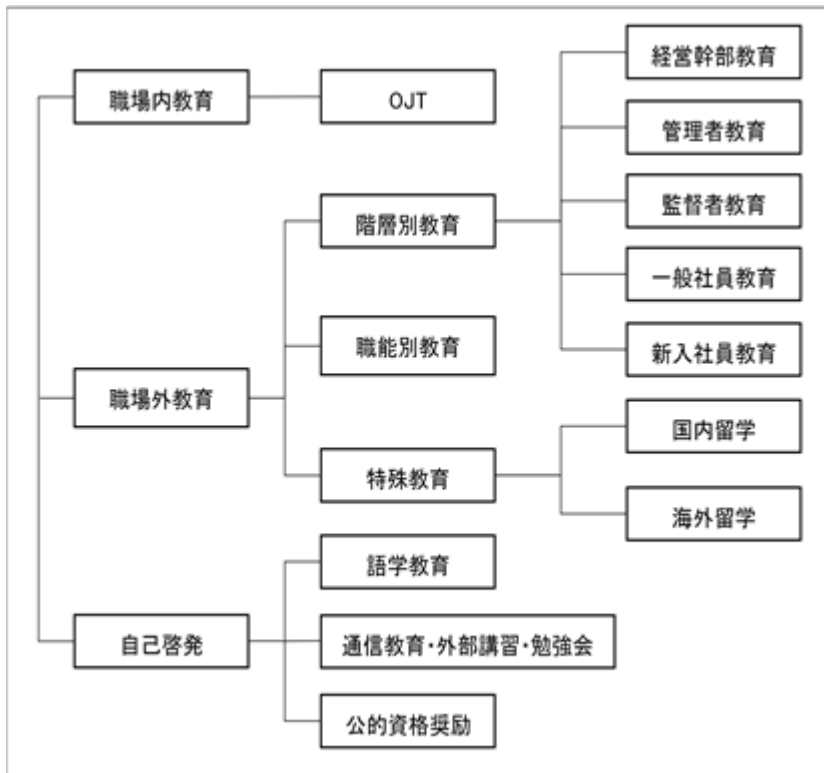 職場内教育
OJT
職場外教育
階層別教育
経営幹部教育
管理者教育
監督者教育
一般社員教育
新入社員教育
職能別教育
特殊教育
国内留学
海外留学
自己啓発
語学教育
通信教育・外部講習・勉強会
公的資格奨励